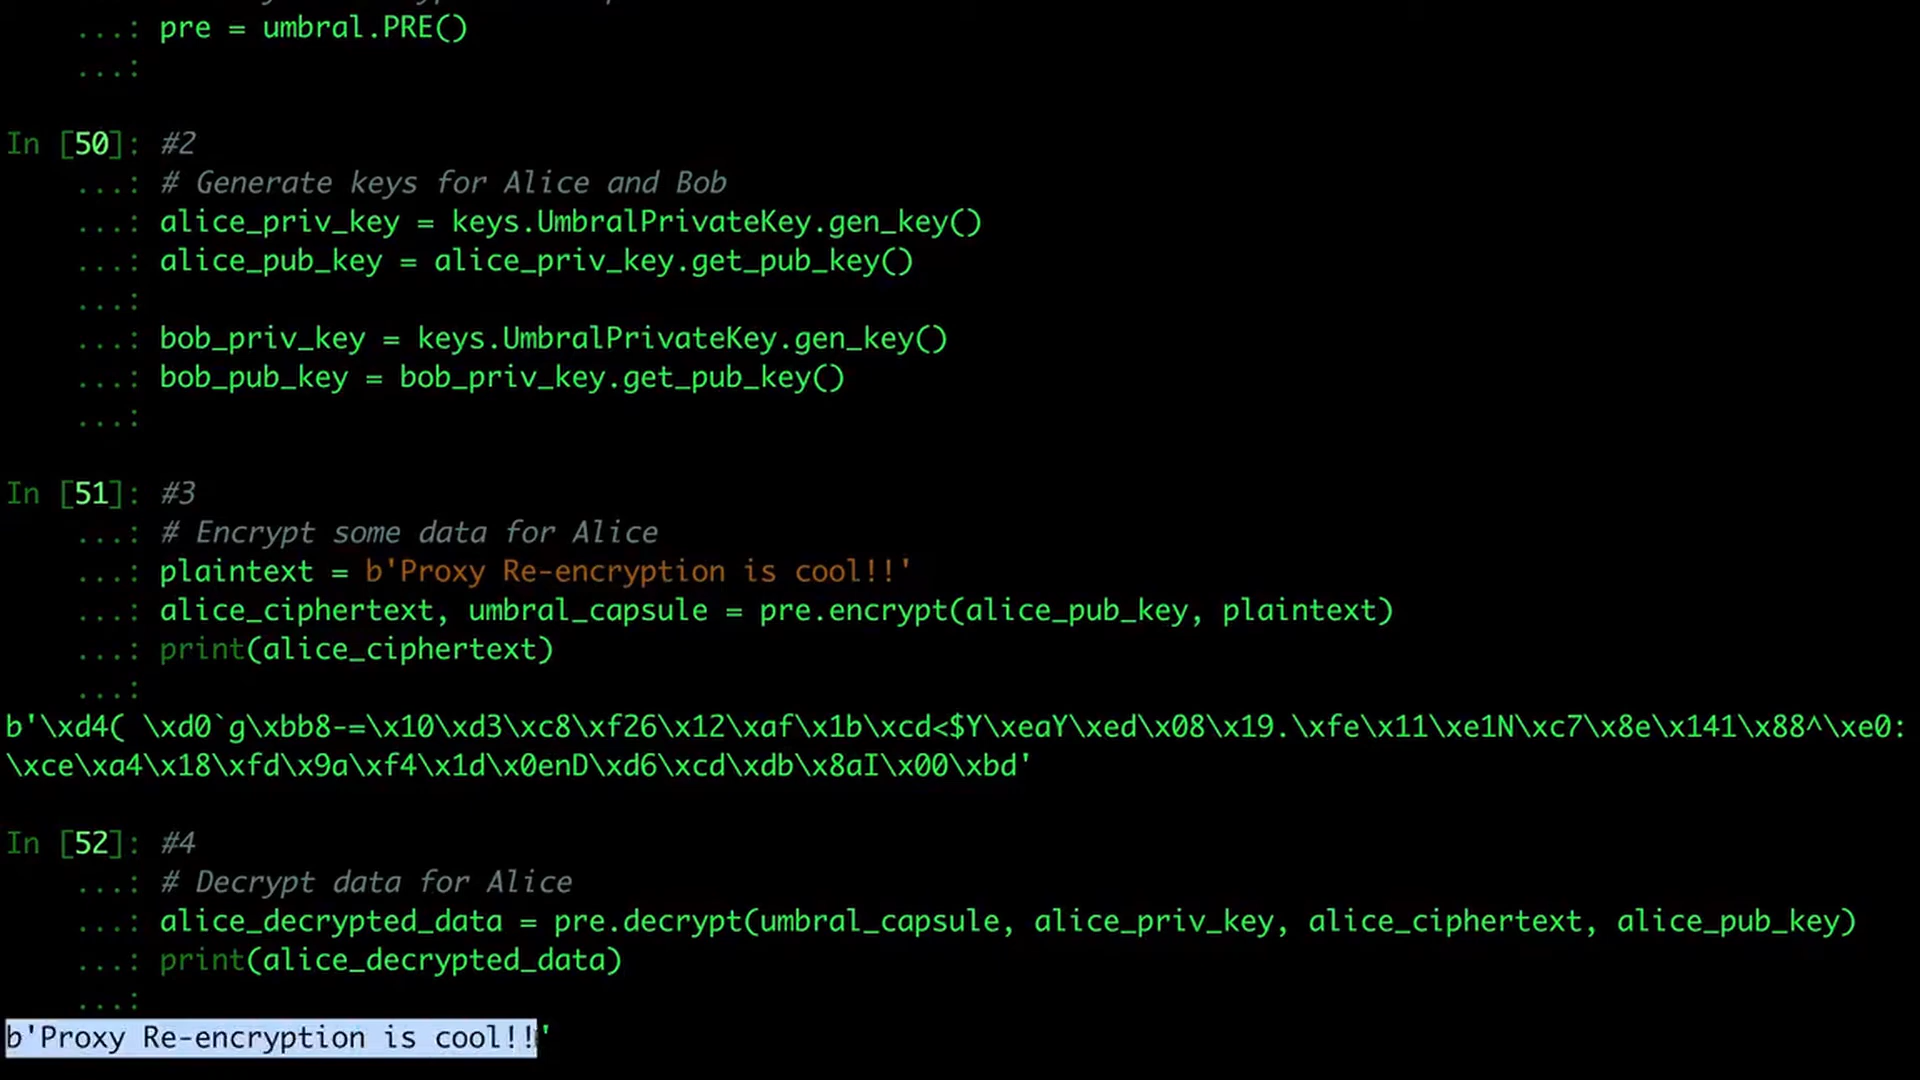 ...: pre = umbral.PRE()
...:
In [50]: #2
...: # Generate keys for Alice and Bob
...: alice_priv_key = keys.UmbralPrivateKey.gen_key()
...: alice_pub_key = alice_priv_key.get_pub_key()
...:
...: bob_priv_key = keys.UmbralPrivateKey.gen_key()
...: bob_pub_key = bob_priv_key.get_pub_key()
...:
In [51]: #3
...: # Encrypt some data for Alice
...: plaintext = b'Proxy Re-encryption is cool!!'
...: alice_ciphertext, umbral_capsule = pre.encrypt(alice_pub_key, plaintext)
...: print(alice_ciphertext)
...:
b'\xd4( \xd0`g\xbb8-=\x10\xd3\xc8\xf26\x12\xaf\x1b\xcd<$Y\xeaY\xed\x08\x19.\xfe\x11\xe1N\xc7\x8e\x141\x88^\xe0:
\xce\xa4\x18\xfd\x9a\xf4\x1d\x0enD\xd6\xcd\xdb\x8aI\x00\xbd'
In [52]: #4
...: # Decrypt data for Alice
...: alice_decrypted_data = pre.decrypt(umbral_capsule, alice_priv_key, alice_ciphertext, alice_pub_key)
...: print(alice_decrypted_data)
...:
b'Proxy Re-encryption is cool!!'